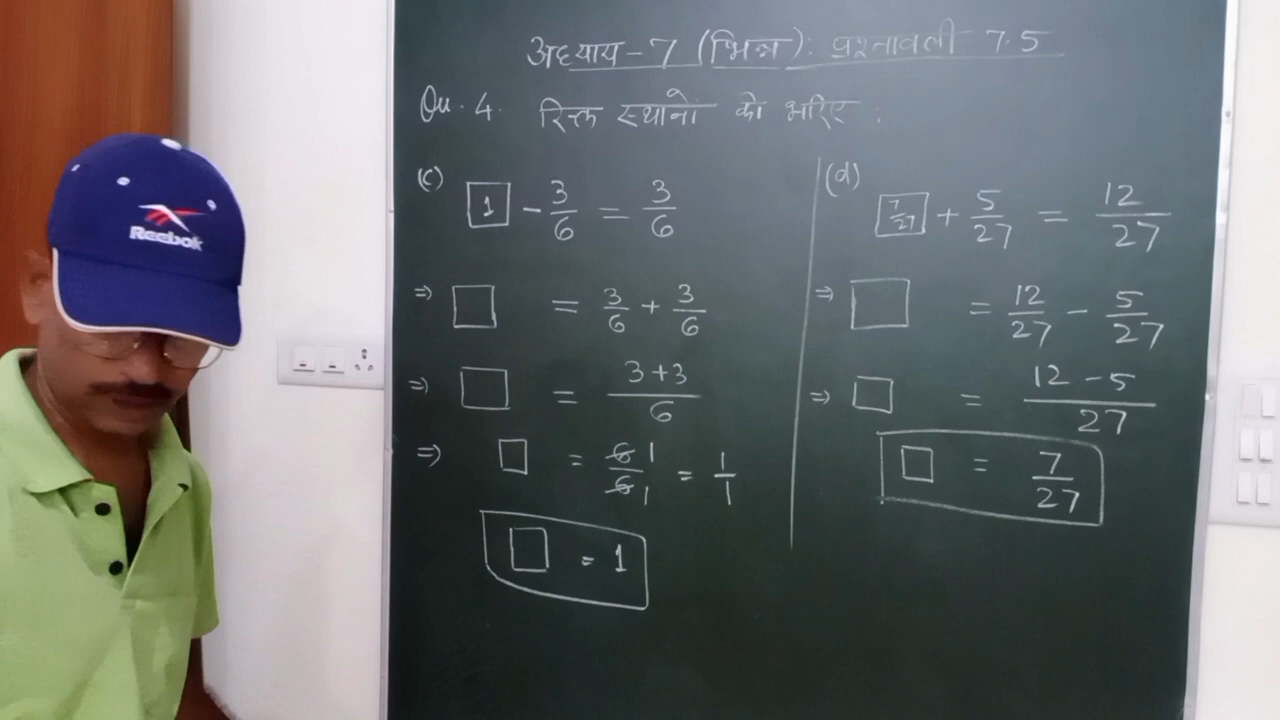 अध्याय-7 (भिन्न): प्रश्नावली 7.5
Qu. 4. रिक्त स्थानों को भरिए :
(c) 1 - 3/6 = 3/6
⇒ □ = 3/6 + 3/6
⇒ □ = 3+3/6
⇒ □ = 6 1/6 1 = 1/1
□ = 1
(d) 7/27 + 5/27 = 12/27
⇒ □ = 12/27 - 5/27
⇒ □ = 12-5/27
□ = 7/27
Reebok